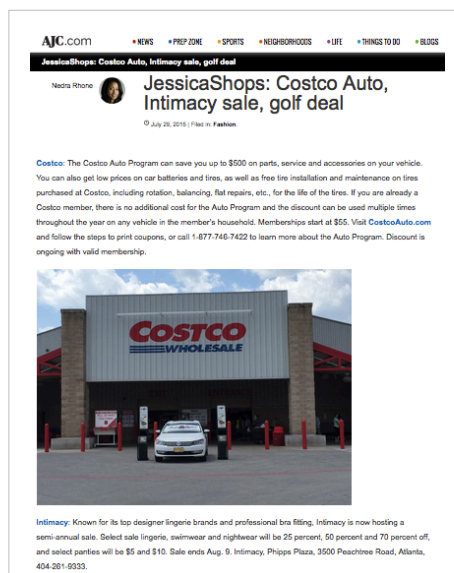 AJC.com
NEWS PREP ZONE SPORTS NEIGHBORHOODS LIFE THINGS TO DO BLOGS
JessicaShops: Costco Auto, Intimacy sale, golf deal
Nedra Rhone
JessicaShops: Costco Auto,
Intimacy sale, golf deal
July 29, 2015 | Filed in: Fashion.
Costco: The Costco Auto Program can save you up to $500 on parts, service and accessories on your vehicle.
You can also get low prices on car batteries and tires, as well as free tire installation and maintenance on tires
purchased at Costco, including rotation, balancing, flat repairs, etc., for the life of the tires. If you are already a
Costco member, there is no additional cost for the Auto Program and the discount can be used multiple times
throughout the year on any vehicle in the member's household. Memberships start at $55. Visit CostcoAuto.com
and follow the steps to print coupons, or call 1-877-746-7422 to learn more about the Auto Program. Discount is
ongoing with valid membership.
COSTCO
WHOLESALE
Intimacy: Known for its top designer lingerie brands and professional bra fitting, Intimacy is now hosting a
semi-annual sale. Select sale lingerie, swimwear and nightwear will be 25 percent, 50 percent and 70 percent off,
and select panties will be $5 and $10. Sale ends Aug. 9. Intimacy, Phipps Plaza, 3500 Peachtree Road, Atlanta,
404-261-9333.